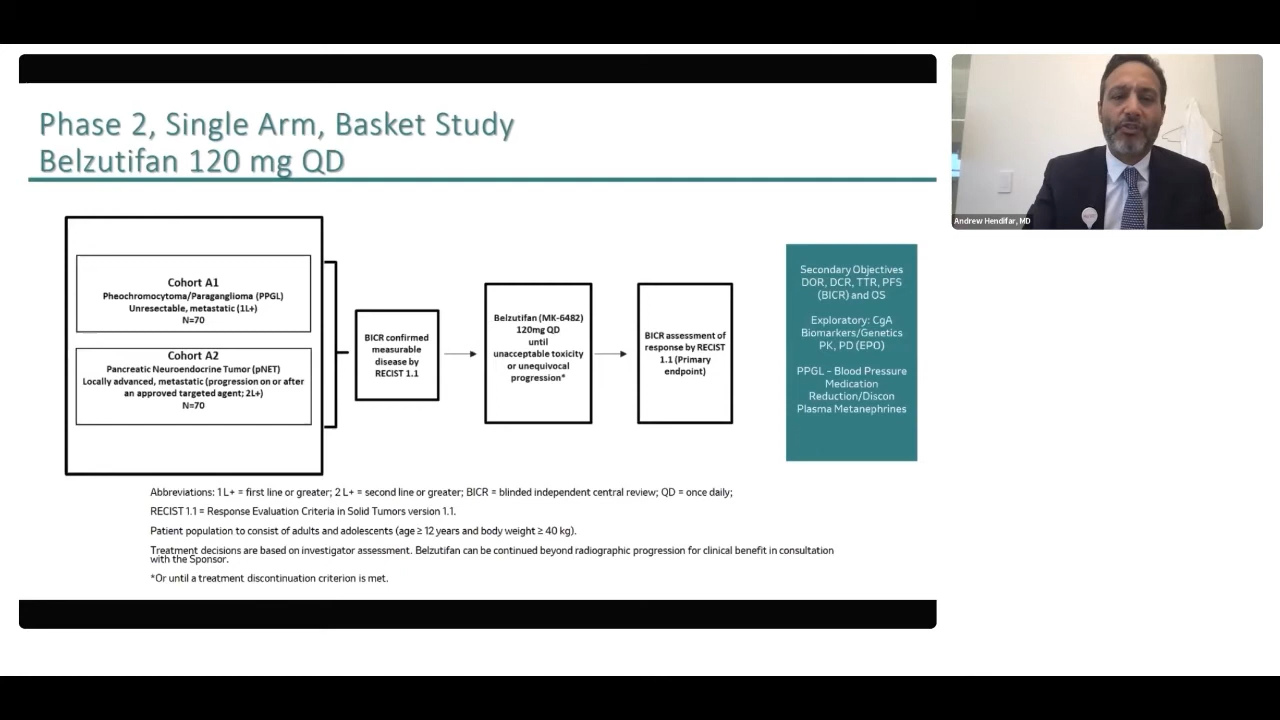 Phase 2, Single Arm, Basket Study
Belzutifan 120 mg QD
Cohort A1
Pheochromocytoma/Paraganglioma (PPGL)
Unresectable, metastatic (1L+)
N=70
Cohort A2
Pancreatic Neuroendocrine Tumor (pNET)
Locally advanced, metastatic (progression on or after
an approved targeted agent; 2L+)
N=70
BICR confirmed
measurable
disease by
RECIST 1.1
Belzutifan (MK-6482)
120mg QD
until
unacceptable toxicity
or unequivocal
progression*
BICR assessment of
response by RECIST
1.1 (Primary
endpoint)
Secondary Objectives
DOR, DCR, TTR, PFS
(BICR) and OS
Exploratory: CgA
Biomarkers/Genetics
PK, PD (EPO)
PPGL – Blood Pressure
Medication
Reduction/Discon
Plasma Metanephrines
Abbreviations: 1 L+ = first line or greater; 2 L+ = second line or greater; BICR = blinded independent central review; QD = once daily;
RECIST 1.1 = Response Evaluation Criteria in Solid Tumors version 1.1.
Patient population to consist of adults and adolescents (age ≥ 12 years and body weight ≥ 40 kg).
Treatment decisions are based on investigator assessment. Belzutifan can be continued beyond radiographic progression for clinical benefit in consultation
with the Sponsor.
*Or until a treatment discontinuation criterion is met.
Andrew Hendifar, MD